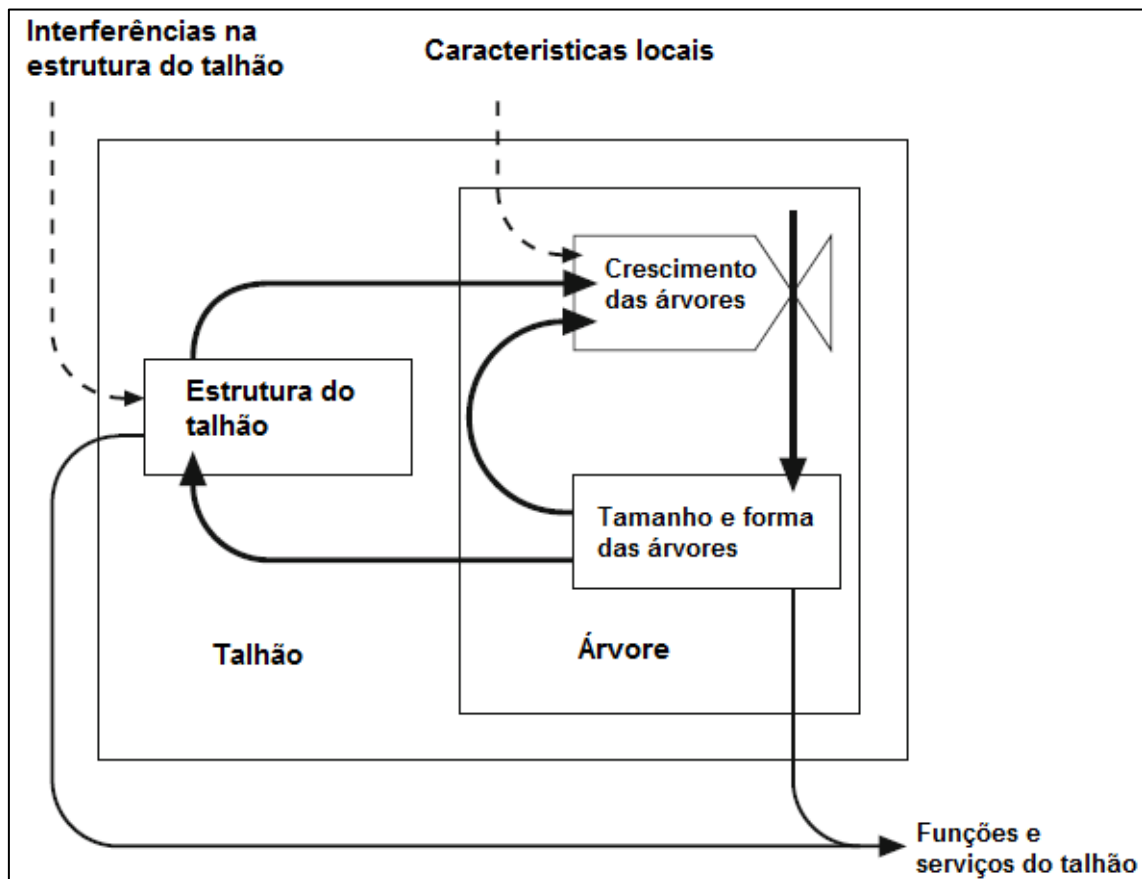 Interferências na
estrutura do talhão
Caracteristicas locais
Crescimento
das árvores
Estrutura do
talhão
Tamanho e forma
das árvores
Talhão
Árvore
Funções e
serviços do talhão